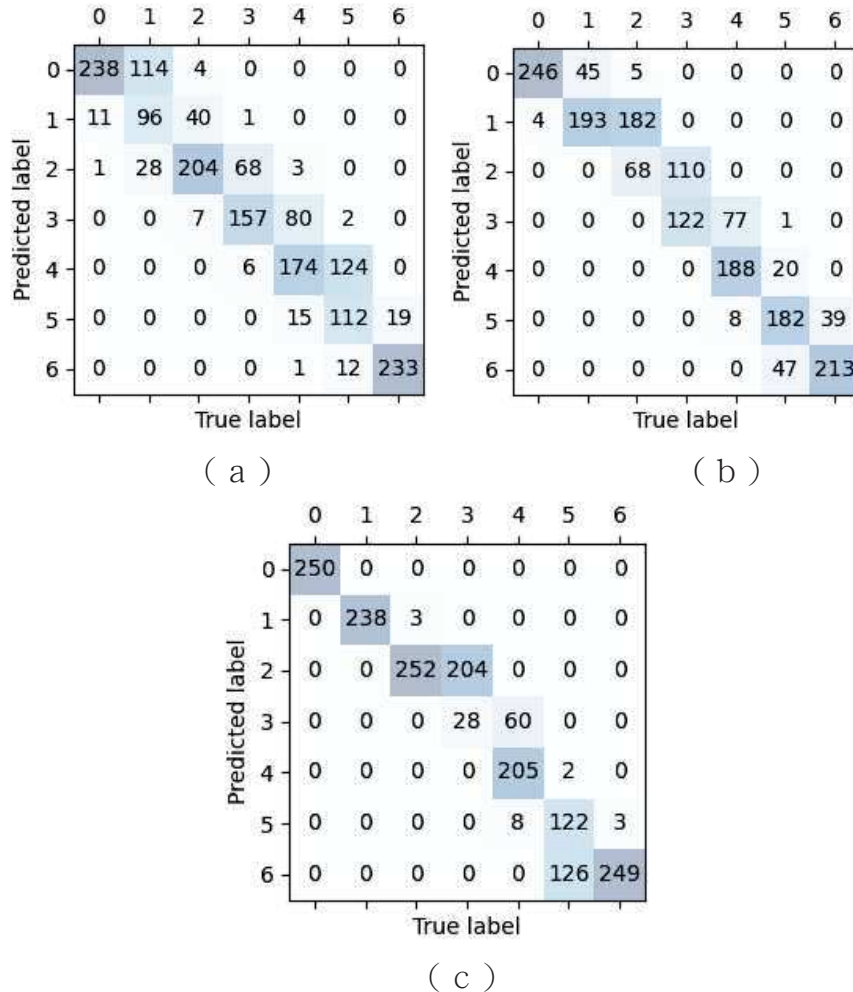 0 1 2 3 4 5 6
0 238 114 4 0 0 0 0
1 11 96 40 1 0 0 0
2 1 28 204 68 3 0 0
3 0 0 7 157 80 2 0
4 0 0 0 6 174 124 0
5 0 0 0 0 15 112 19
6 0 0 0 0 1 12 233
Predicted label
True label
( a )
0 1 2 3 4 5 6
0 246 45 5 0 0 0 0
1 4 193 182 0 0 0 0
2 0 0 68 110 0 0 0
3 0 0 0 122 77 1 0
4 0 0 0 0 188 20 0
5 0 0 0 0 8 182 39
6 0 0 0 0 0 47 213
Predicted label
True label
( b )
0 1 2 3 4 5 6
0 250 0 0 0 0 0 0
1 0 238 3 0 0 0 0
2 0 0 252 204 0 0 0
3 0 0 0 28 60 0 0
4 0 0 0 0 205 2 0
5 0 0 0 0 8 122 3
6 0 0 0 0 0 126 249
Predicted label
True label
( c )